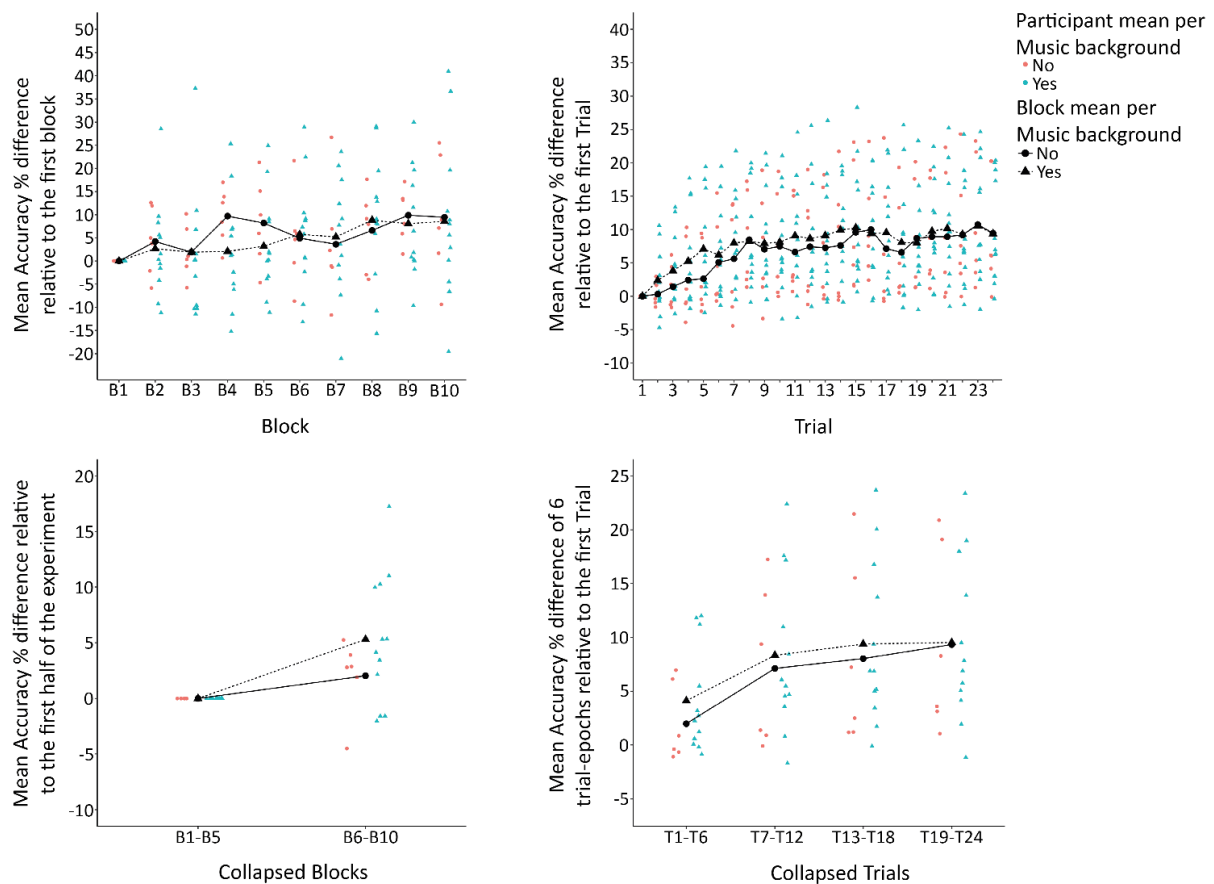 Mean Accuracy % difference
relative to the first block
50
45
40
35
30
25
20
15
10
5
0
-5
-10
-15
-20
B1 B2 B3 B4 B5 B6 B7 B8 B9 B10
Block
Mean Accuracy % difference
relative to the first Trial
40
35
30
25
20
15
10
5
0
-5
-10
1 3 5 7 9 11 13 15 17 19 21 23
Trial
Participant mean per
Music background
No
Yes
Block mean per
Music background
No
Yes
Mean Accuracy % difference relative
to the first half of the experiment
20
15
10
5
0
-5
-10
B1-B5 B6-B10
Collapsed Blocks
Mean Accuracy % difference of 6
trial-epochs relative to the first Trial
25
20
15
10
5
0
-5
T1-T6 T7-T12 T13-T18 T19-T24
Collapsed Trials